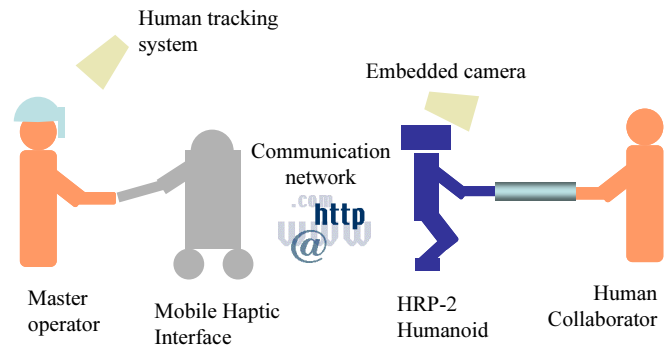 Human tracking
system
Embedded camera
Communication
network
.com
http
www
@
Master
operator
Mobile Haptic
Interface
HRP-2
Humanoid
Human
Collaborator